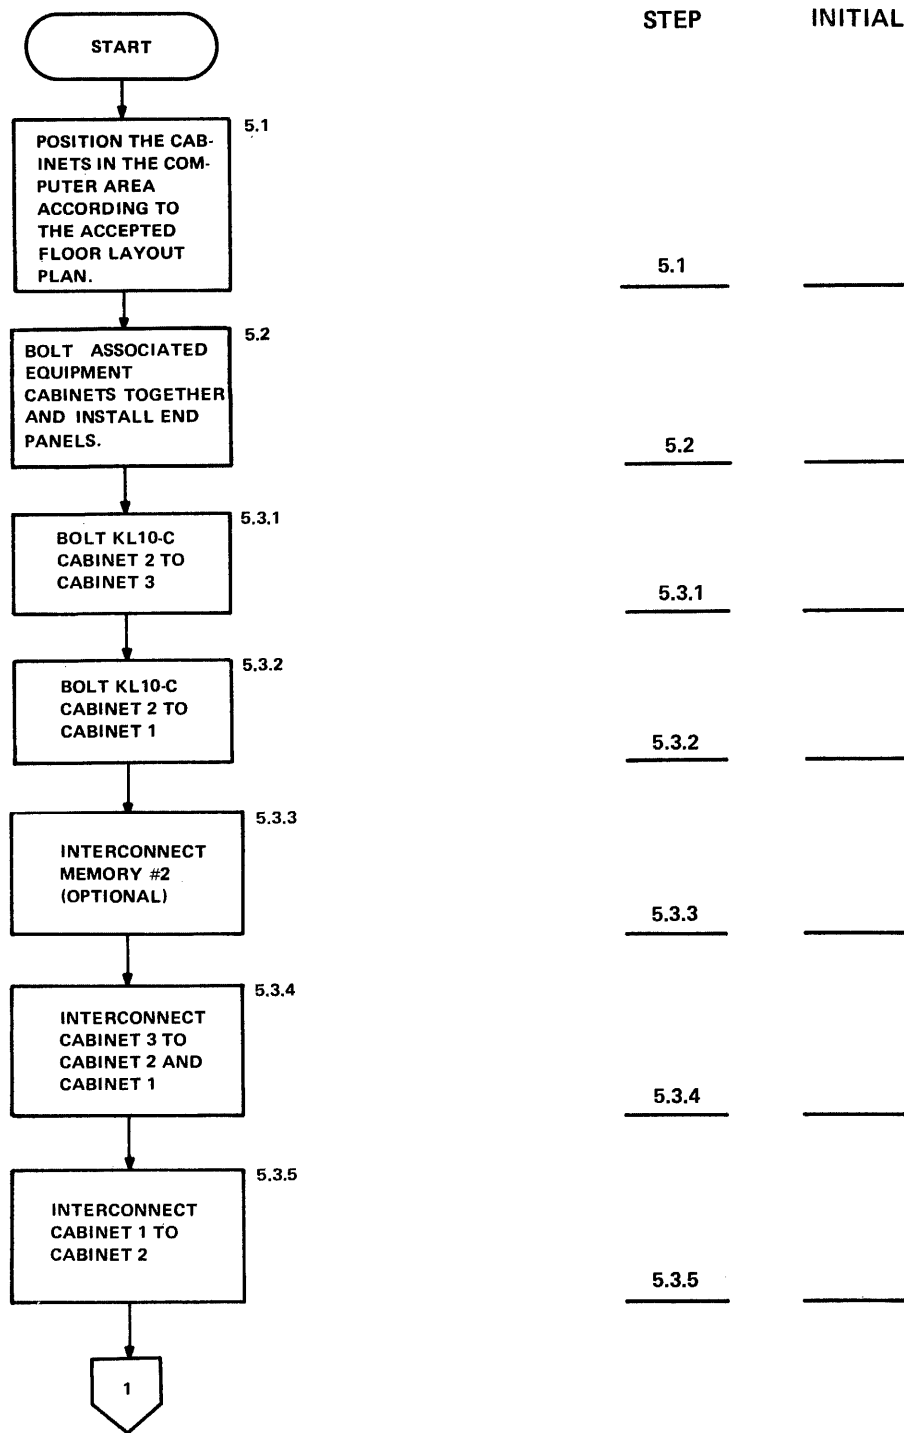 STEP INITIAL
START
5.1
POSITION THE CAB-
INETS IN THE COM-
PUTER AREA
ACCORDING TO
THE ACCEPTED
FLOOR LAYOUT
PLAN.
5.1
5.2
BOLT ASSOCIATED
EQUIPMENT
CABINETS TOGETHER
AND INSTALL END
PANELS.
5.2
5.3.1
BOLT KL10-C
CABINET 2 TO
CABINET 3
5.3.1
5.3.2
BOLT KL10-C
CABINET 2 TO
CABINET 1
5.3.2
5.3.3
INTERCONNECT
MEMORY #2
(OPTIONAL)
5.3.3
5.3.4
INTERCONNECT
CABINET 3 TO
CABINET 2 AND
CABINET 1
5.3.4
5.3.5
INTERCONNECT
CABINET 1 TO
CABINET 2
5.3.5
1